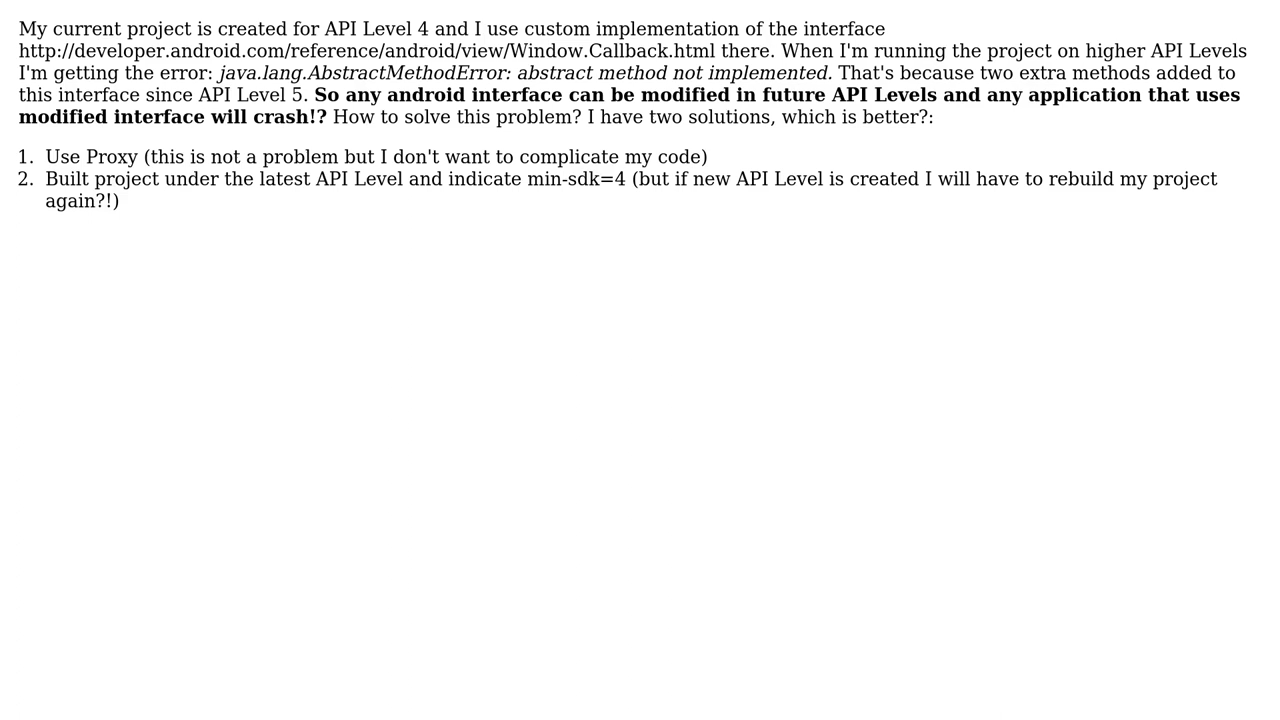 My current project is created for API Level 4 and I use custom implementation of the interface
http://developer.android.com/reference/android/view/Window.Callback.html there. When I'm running the project on higher API Levels
I'm getting the error: java.lang.AbstractMethodError: abstract method not implemented. That's because two extra methods added to
this interface since API Level 5. So any android interface can be modified in future API Levels and any application that uses
modified interface will crash!? How to solve this problem? I have two solutions, which is better?:
1. Use Proxy (this is not a problem but I don't want to complicate my code)
2. Built project under the latest API Level and indicate min-sdk=4 (but if new API Level is created I will have to rebuild my project
again?!)